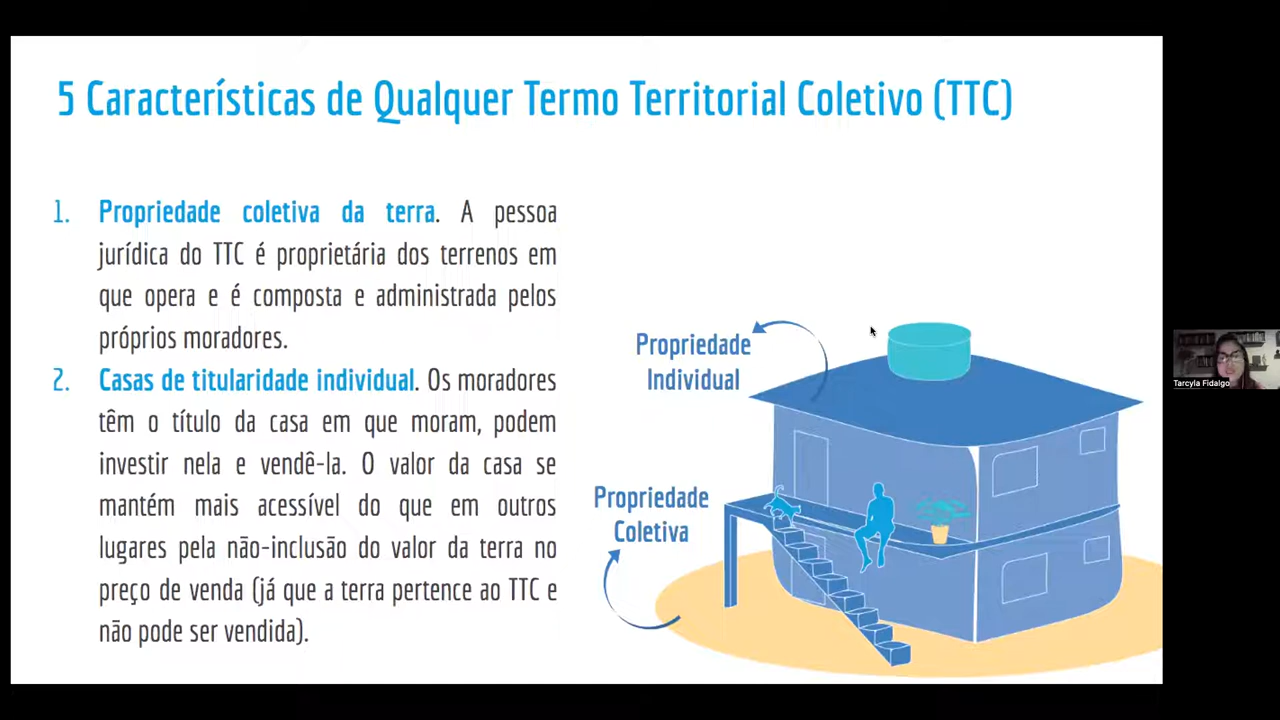 5 Características de Qualquer Termo Territorial Coletivo (TTC)
1. Propriedade coletiva da terra. A pessoa
jurídica do TTC é proprietária dos terrenos em
que opera e é composta e administrada pelos
próprios moradores.
2. Casas de titularidade individual. Os moradores
têm o título da casa em que moram, podem
investir nela e vendê-la. O valor da casa se
mantém mais acessível do que em outros
lugares pela não-inclusão do valor da terra no
preço de venda (já que a terra pertence ao TTC e
não pode ser vendida).
Propriedade
Individual
Propriedade
Coletiva
Tarcyla Fidalgo